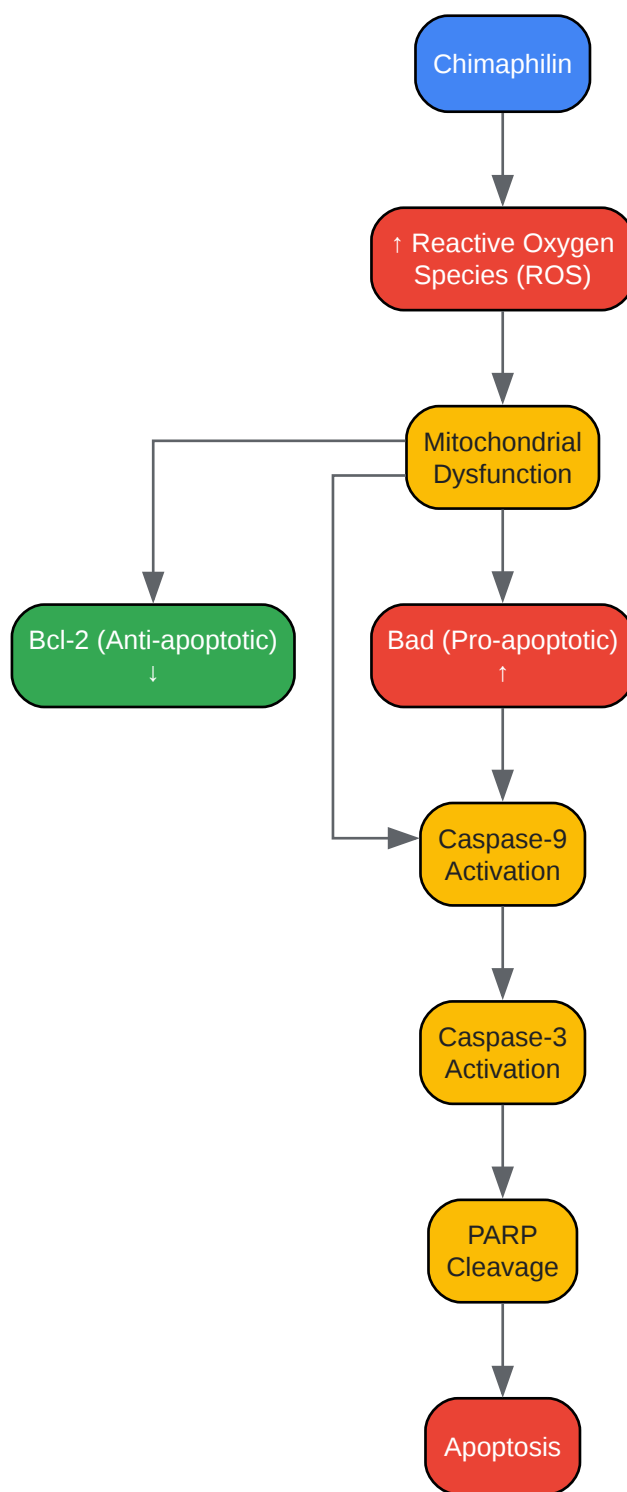 Chimaphilin
↑ Reactive Oxygen
Species (ROS)
Mitochondrial
Dysfunction
Bcl-2 (Anti-apoptotic)
↓
Bad (Pro-apoptotic)
↑
Caspase-9
Activation
Caspase-3
Activation
PARP
Cleavage
Apoptosis